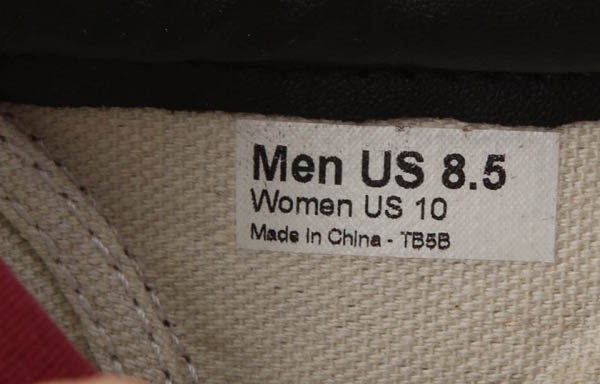 Men US 8.5
Women US 10
Made in China - TB5B